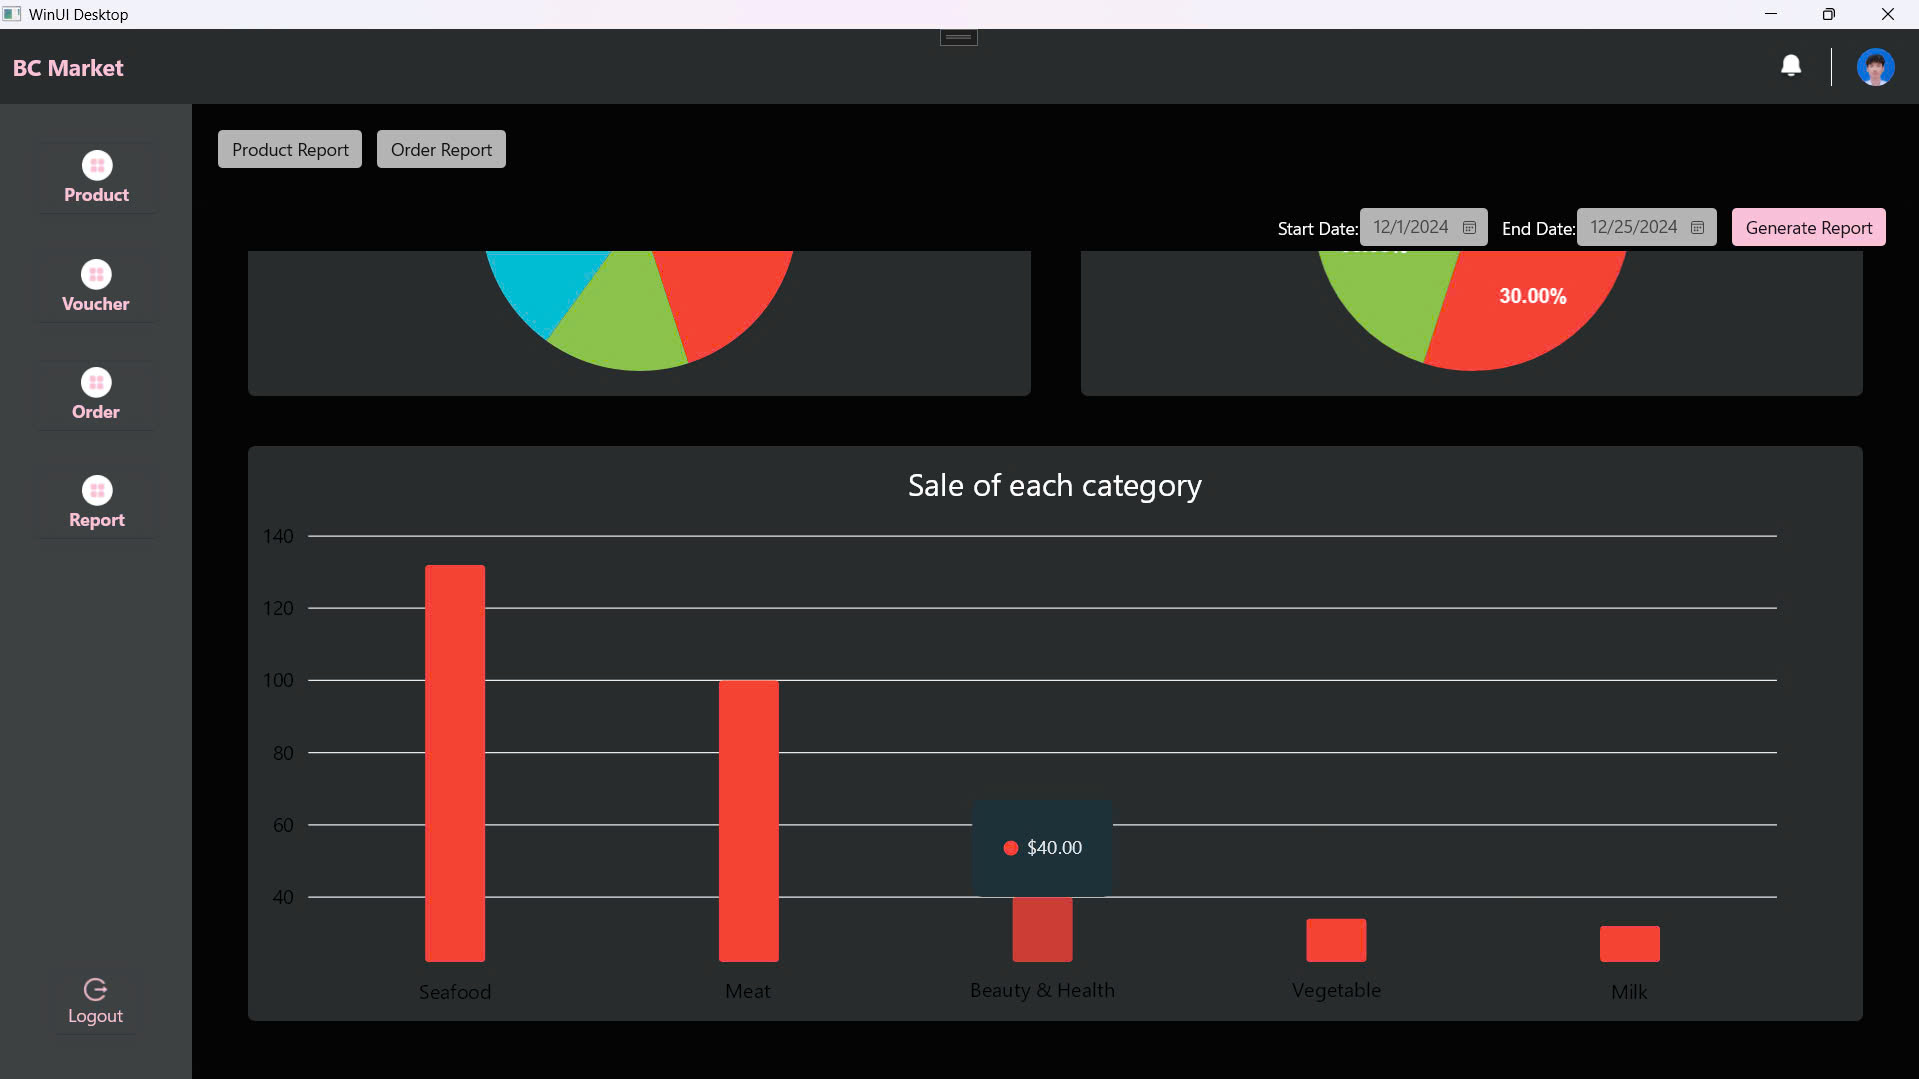 WinUI Desktop
BC Market
Product
Voucher
Order
Report
Logout
Product Report
Order Report
Start Date:
12/1/2024
End Date:
12/25/2024
Generate Report
30.00%
Sale of each category
140
120
100
80
60
40
$40.00
Seafood
Meat
Beauty & Health
Vegetable
Milk